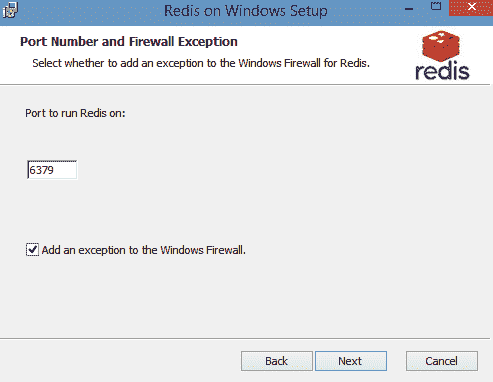 Redis on Windows Setup
Port Number and Firewall Exception
Select whether to add an exception to the Windows Firewall for Redis.
redis
Port to run Redis on:
6379
Add an exception to the Windows Firewall.
Back
Next
Cancel